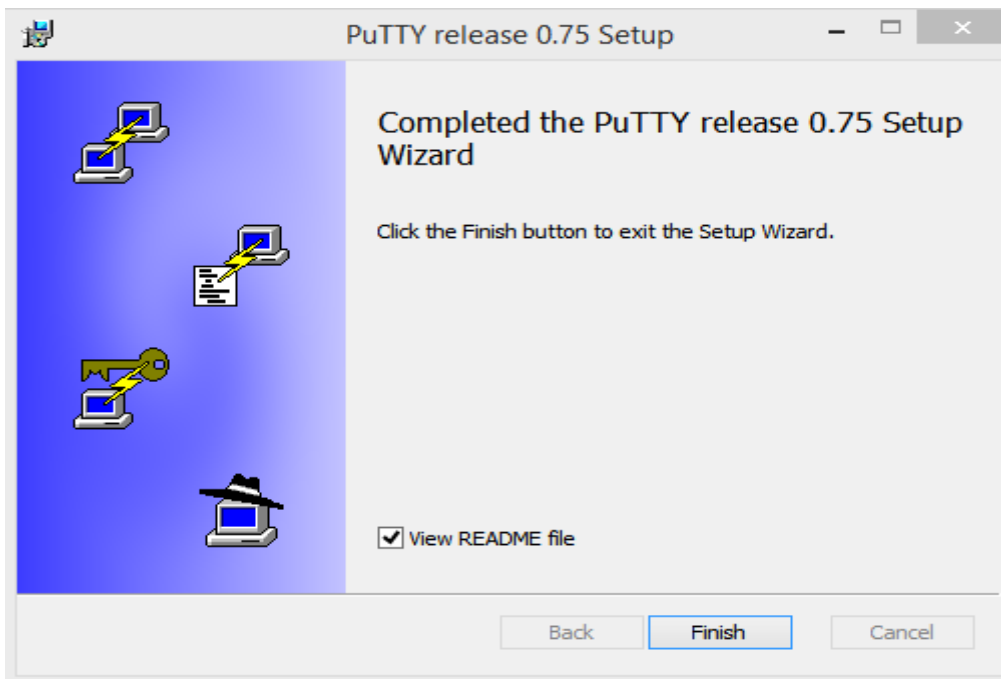 PuTTY release 0.75 Setup
Completed the PuTTY release 0.75 Setup
Wizard
Click the Finish button to exit the Setup Wizard.
View README file
Back
Finish
Cancel